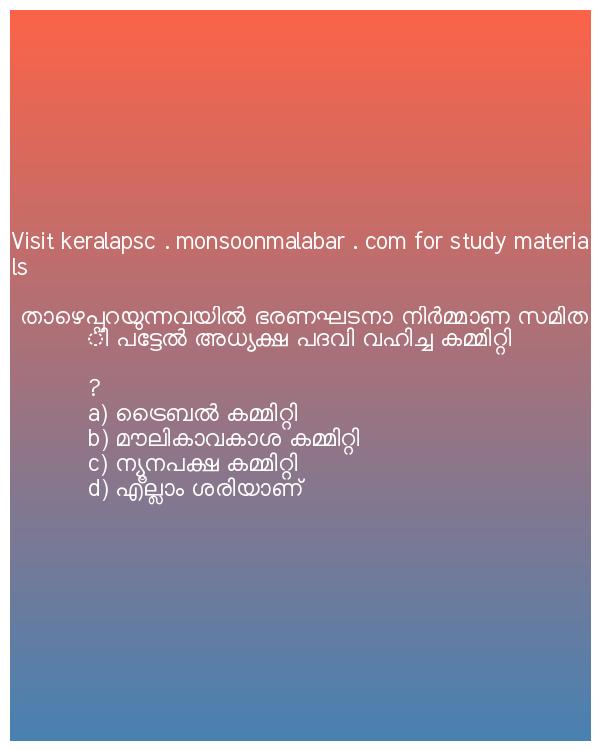 Visit keralapsc . monsoonmalabar . com for study materia
ls
താഴെപ്പറയുന്നവയിൽ ഭരണഘടനാ നിർമ്മാണ സമിത
ി പട്ടേൽ അധ്യക്ഷ പദവി വഹിച്ച കമ്മിറ്റി
?
a) ട്രൈബൽ കമ്മിറ്റി
b) മൗലികാവകാശ കമ്മിറ്റി
c) ന്യൂനപക്ഷ കമ്മിറ്റി
d) എല്ലാം ശരിയാണ്